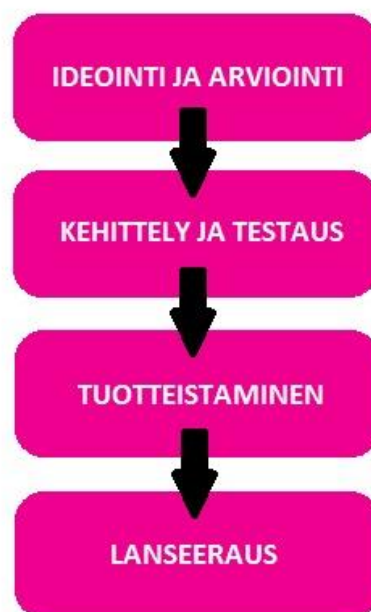 IDEOINTI JA ARVIOINTI
KEHITTELY JA TESTAUS
TUOTTEISTAMINEN
LANSEERAUS